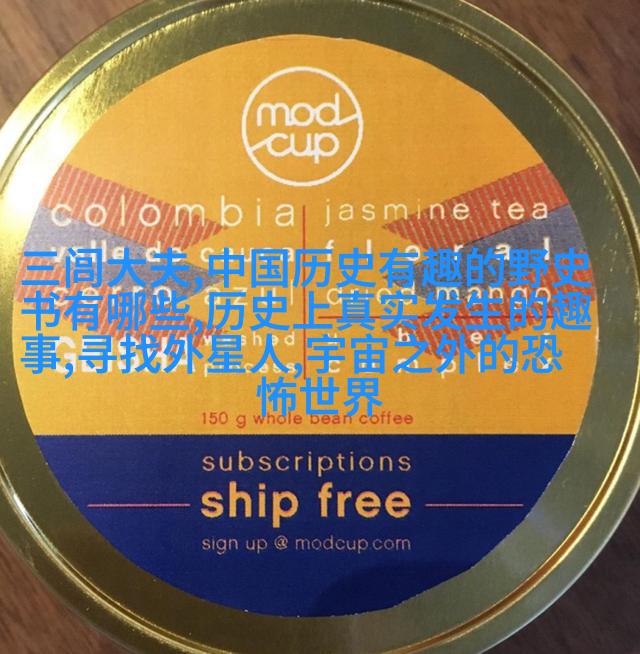 mod
cup
colombia
jasmine tea
三闾大夫,中国历史有趣的野史
书有哪些,历史上真实发生的趣
事,寻找外星人,宇宙之外的恐
怖世界
washed
process
150 g whole bean coffee
subscriptions
ship free
sign up @ modcup.com